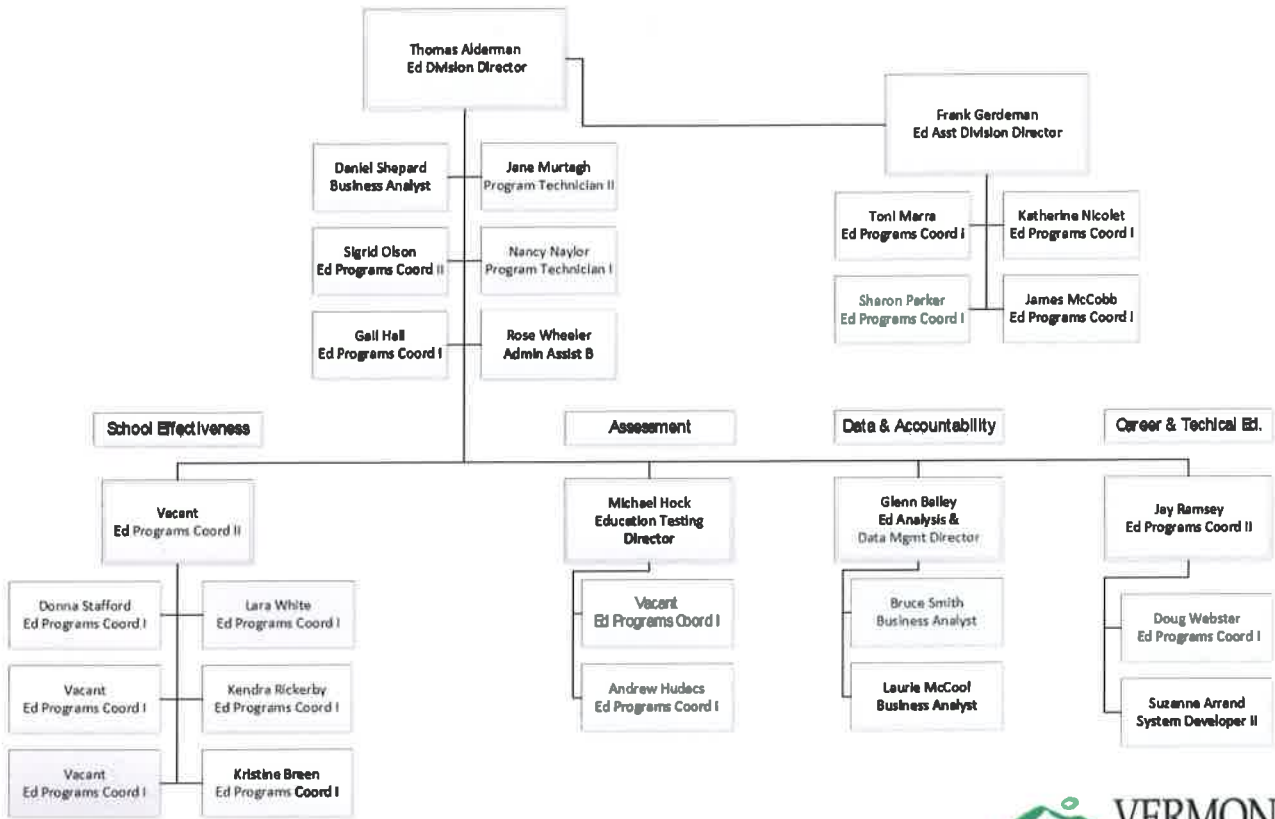 Thomas Alderman
Ed Division Director
Frank Gerdeman
Ed Asst Division Director
Daniel Shepard
Business Analyst
Jane Murtagh
Program Technician II
Sigrid Olson
Ed Programs Coord II
Nancy Naylor
Program Technician I
Gail Hall
Ed Programs Coord I
Rose Wheeler
Admin Assist B
Toni Marra
Ed Programs Coord I
Katherine Nicolet
Ed Programs Coord I
Sharon Parker
Ed Programs Coord I
James McCobb
Ed Programs Coord I
School Effectiveness
Assessment
Data & Accountability
Career & Techical Ed.
Vacant
Ed Programs Coord II
Michael Hock
Education Testing
Director
Glenn Bailey
Ed Analysis &
Data Mgmt Director
Jay Ramsey
Ed Programs Coord II
Donna Stafford
Ed Programs Coord I
Lara White
Ed Programs Coord I
Vacant
Ed Programs Coord I
Kendra Rickerby
Ed Programs Coord I
Vacant
Ed Programs Coord I
Kristine Breen
Ed Programs Coord I
Vacant
Ed Programs Coord I
Andrew Hudacs
Ed Programs Coord I
Bruce Smith
Business Analyst
Laurie McCool
Business Analyst
Doug Webster
Ed Programs Coord I
Suzanne Arrand
System Developer II